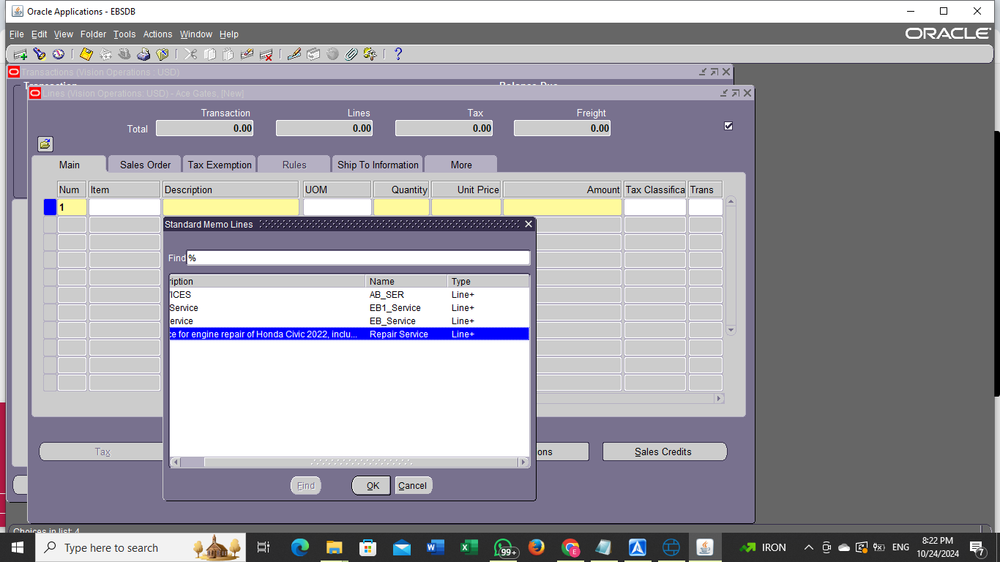 Oracle Applications - EBSDB
File Edit View Folder Tools Actions Window Help
ORACLE
Transactions (Vision Operations : USD)
Balance Due
Lines (Vision Operations: USD) - Ace Gates, [New]
Transaction Lines Tax Freight
Total 0.00 0.00 0.00 0.00
Main Sales Order Tax Exemption Rules Ship To Information More
Num Item Description UOM Quantity Unit Price Amount Tax Classifica Trans
1
Standard Memo Lines
Find %
ription Name Type
VICES AB_SER Line+
Service EB1_Service Line+
ervice EB_Service Line+
ce for engine repair of Honda Civic 2022, inclu... Repair Service Line+
Find OK Cancel
Tax ons Sales Credits
Choices in list: 4
Type here to search
99+
IRON
ENG
8:22 PM
10/24/2024
7